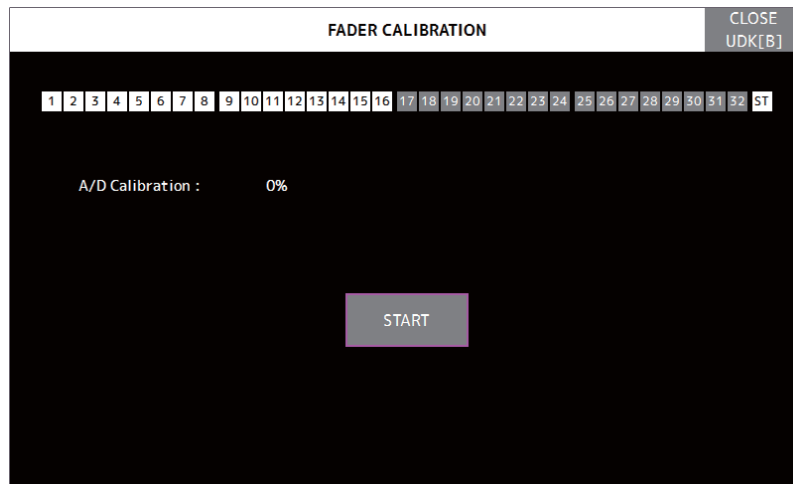 FADER CALIBRATION
CLOSE
UDK[B]
1 2 3 4 5 6 7 8 9 10 11 12 13 14 15 16 17 18 19 20 21 22 23 24 25 26 27 28 29 30 31 32 ST
A/D Calibration : 0%
START